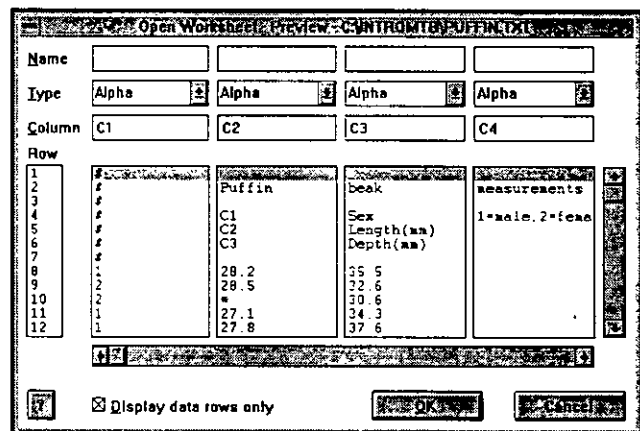 Open Worksheet: Preview - C:\INTROMTB\PUFFIN.TXT
Name
Type Alpha Alpha Alpha Alpha
Column C1 C2 C3 C4
Row
1 #
2 # Puffin beak measurements
3 #
4 # C1 Sex 1=male,2=fema
5 # C2 Length(mm)
6 # C3 Depth(mm)
7 #
8 1 28.2 35.5
9 2 28.5 32.6
10 2 * 30.6
11 1 27.1 34.3
12 1 27.8 37.6
? Display data rows only OK Cancel